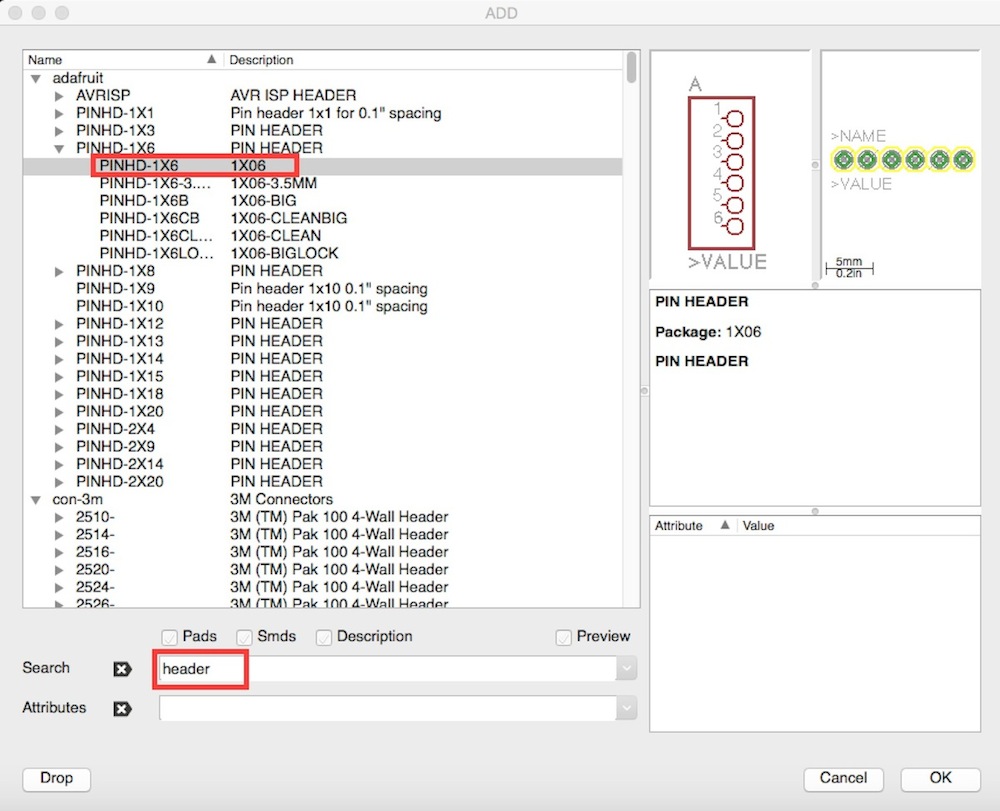 ADD
Name Description
adafruit
AVRISP AVR ISP HEADER
PINHD-1X1 Pin header 1x1 for 0.1" spacing
PINHD-1X3 PIN HEADER
PINHD-1X6 PIN HEADER
PINHD-1X6 1X06
PINHD-1X6-3.... 1X06-3.5MM
PINHD-1X6B 1X06-BIG
PINHD-1X6CB 1X06-CLEANBIG
PINHD-1X6CL... 1X06-CLEAN
PINHD-1X6LO... 1X06-BIGLOCK
PINHD-1X8 PIN HEADER
PINHD-1X9 Pin header 1x10 0.1" spacing
PINHD-1X10 Pin header 1x10 0.1" spacing
PINHD-1X12 PIN HEADER
PINHD-1X13 PIN HEADER
PINHD-1X14 PIN HEADER
PINHD-1X15 PIN HEADER
PINHD-1X18 PIN HEADER
PINHD-1X20 PIN HEADER
PINHD-2X4 PIN HEADER
PINHD-2X9 PIN HEADER
PINHD-2X14 PIN HEADER
PINHD-2X20 PIN HEADER
con-3m 3M Connectors
2510- 3M (TM) Pak 100 4-Wall Header
2514- 3M (TM) Pak 100 4-Wall Header
2516- 3M (TM) Pak 100 4-Wall Header
2520- 3M (TM) Pak 100 4-Wall Header
2524- 3M (TM) Pak 100 4-Wall Header
2526- 3M (TM) Pak 100 4-Wall Header
Pads Smds Description Preview
Search header
Attributes
Drop
A
1
2
3
4
5
6
>VALUE
>NAME
>VALUE
5mm
0.2in
PIN HEADER
Package: 1X06
PIN HEADER
Attribute Value
Cancel OK